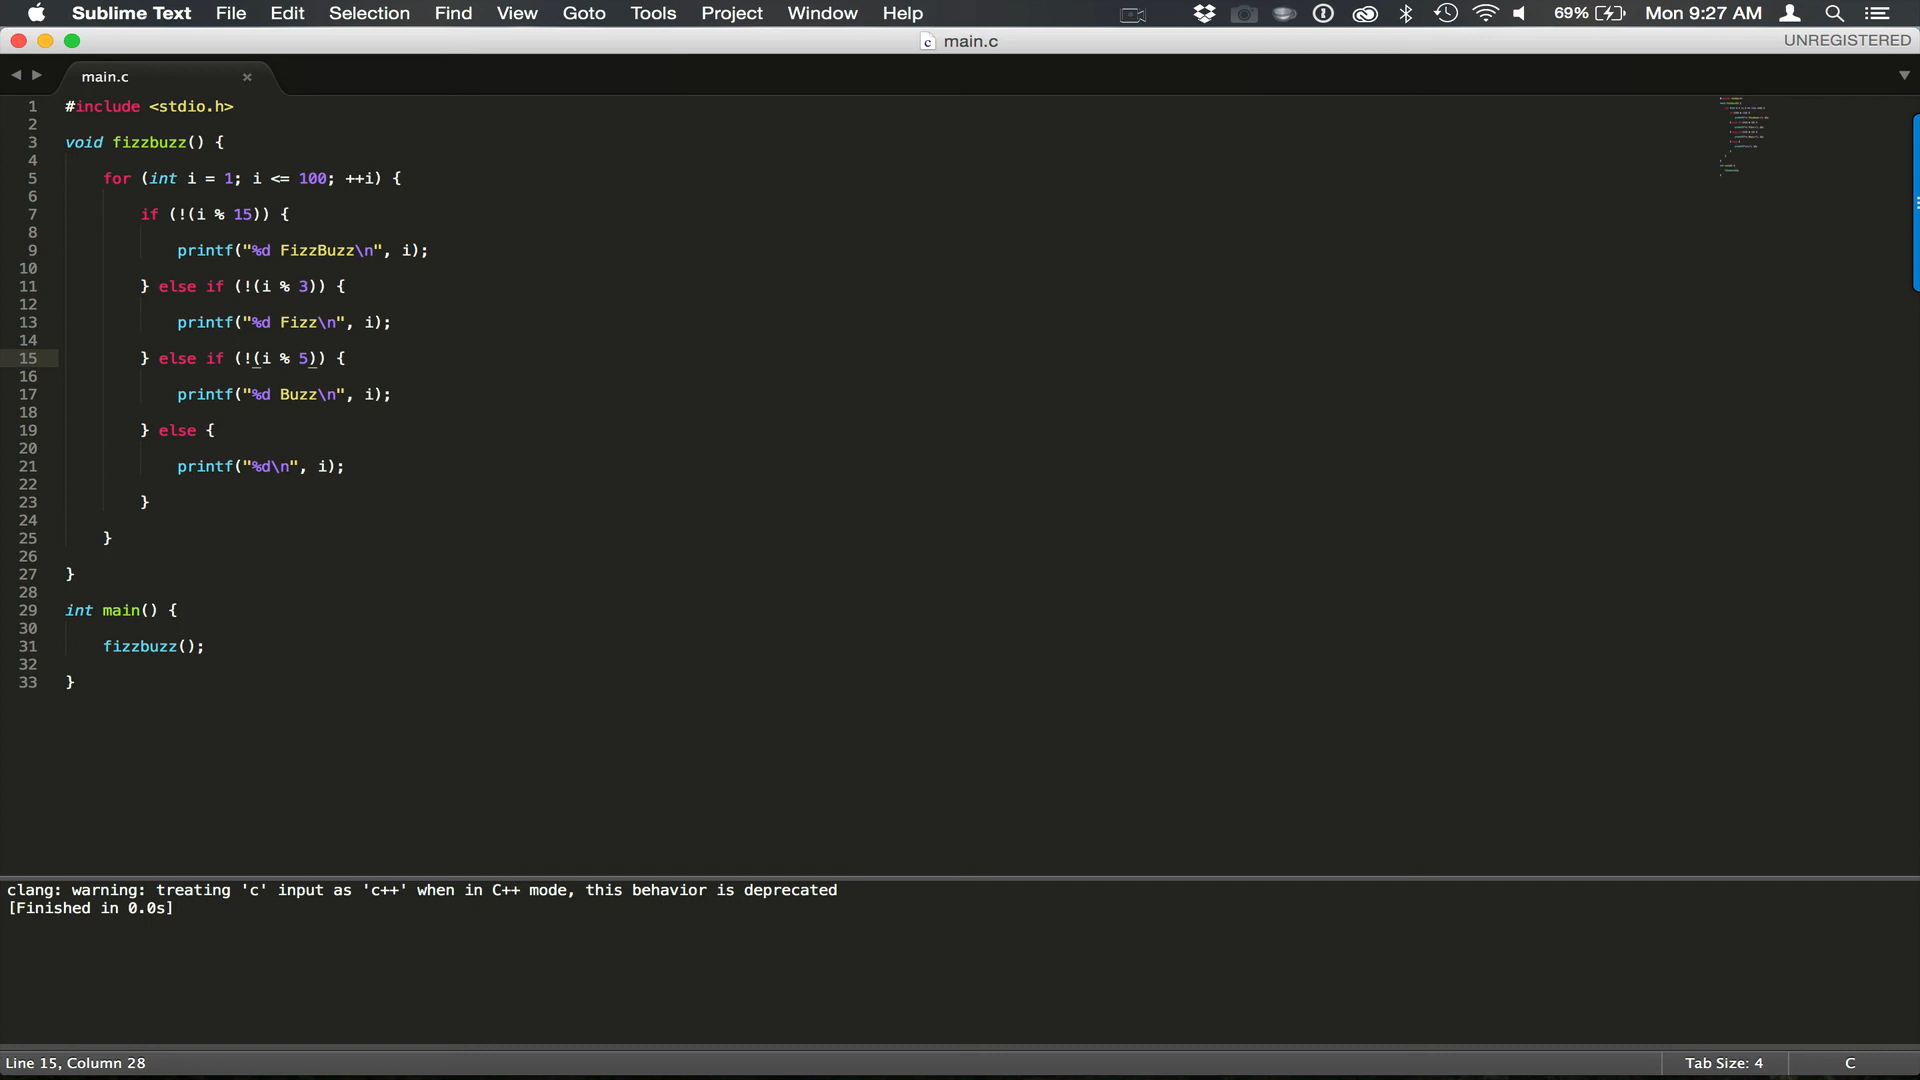 Sublime Text File Edit Selection Find View Goto Tools Project Window Help 69% Mon 9:27 AM
main.c UNREGISTERED
main.c
1 #include <stdio.h>
2
3 void fizzbuzz() {
4
5 for (int i = 1; i <= 100; ++i) {
6
7 if (!(i % 15)) {
8
9 printf("%d FizzBuzz\n", i);
10
11 } else if (!(i % 3)) {
12
13 printf("%d Fizz\n", i);
14
15 } else if (!(i % 5)) {
16
17 printf("%d Buzz\n", i);
18
19 } else {
20
21 printf("%d\n", i);
22
23 }
24
25 }
26
27 }
28
29 int main() {
30
31 fizzbuzz();
32
33 }
clang: warning: treating 'c' input as 'c++' when in C++ mode, this behavior is deprecated
[Finished in 0.0s]
Line 15, Column 28 Tab Size: 4 C